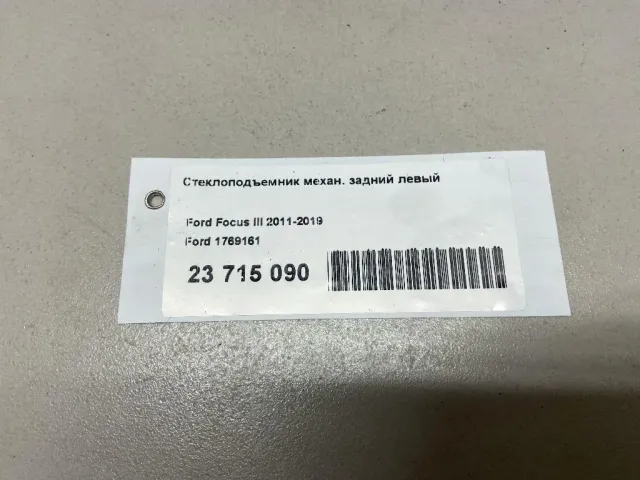 Стеклоподъемник механ. задний левый
Ford Focus III 2011-2019
Ford 1769161
23 715 090